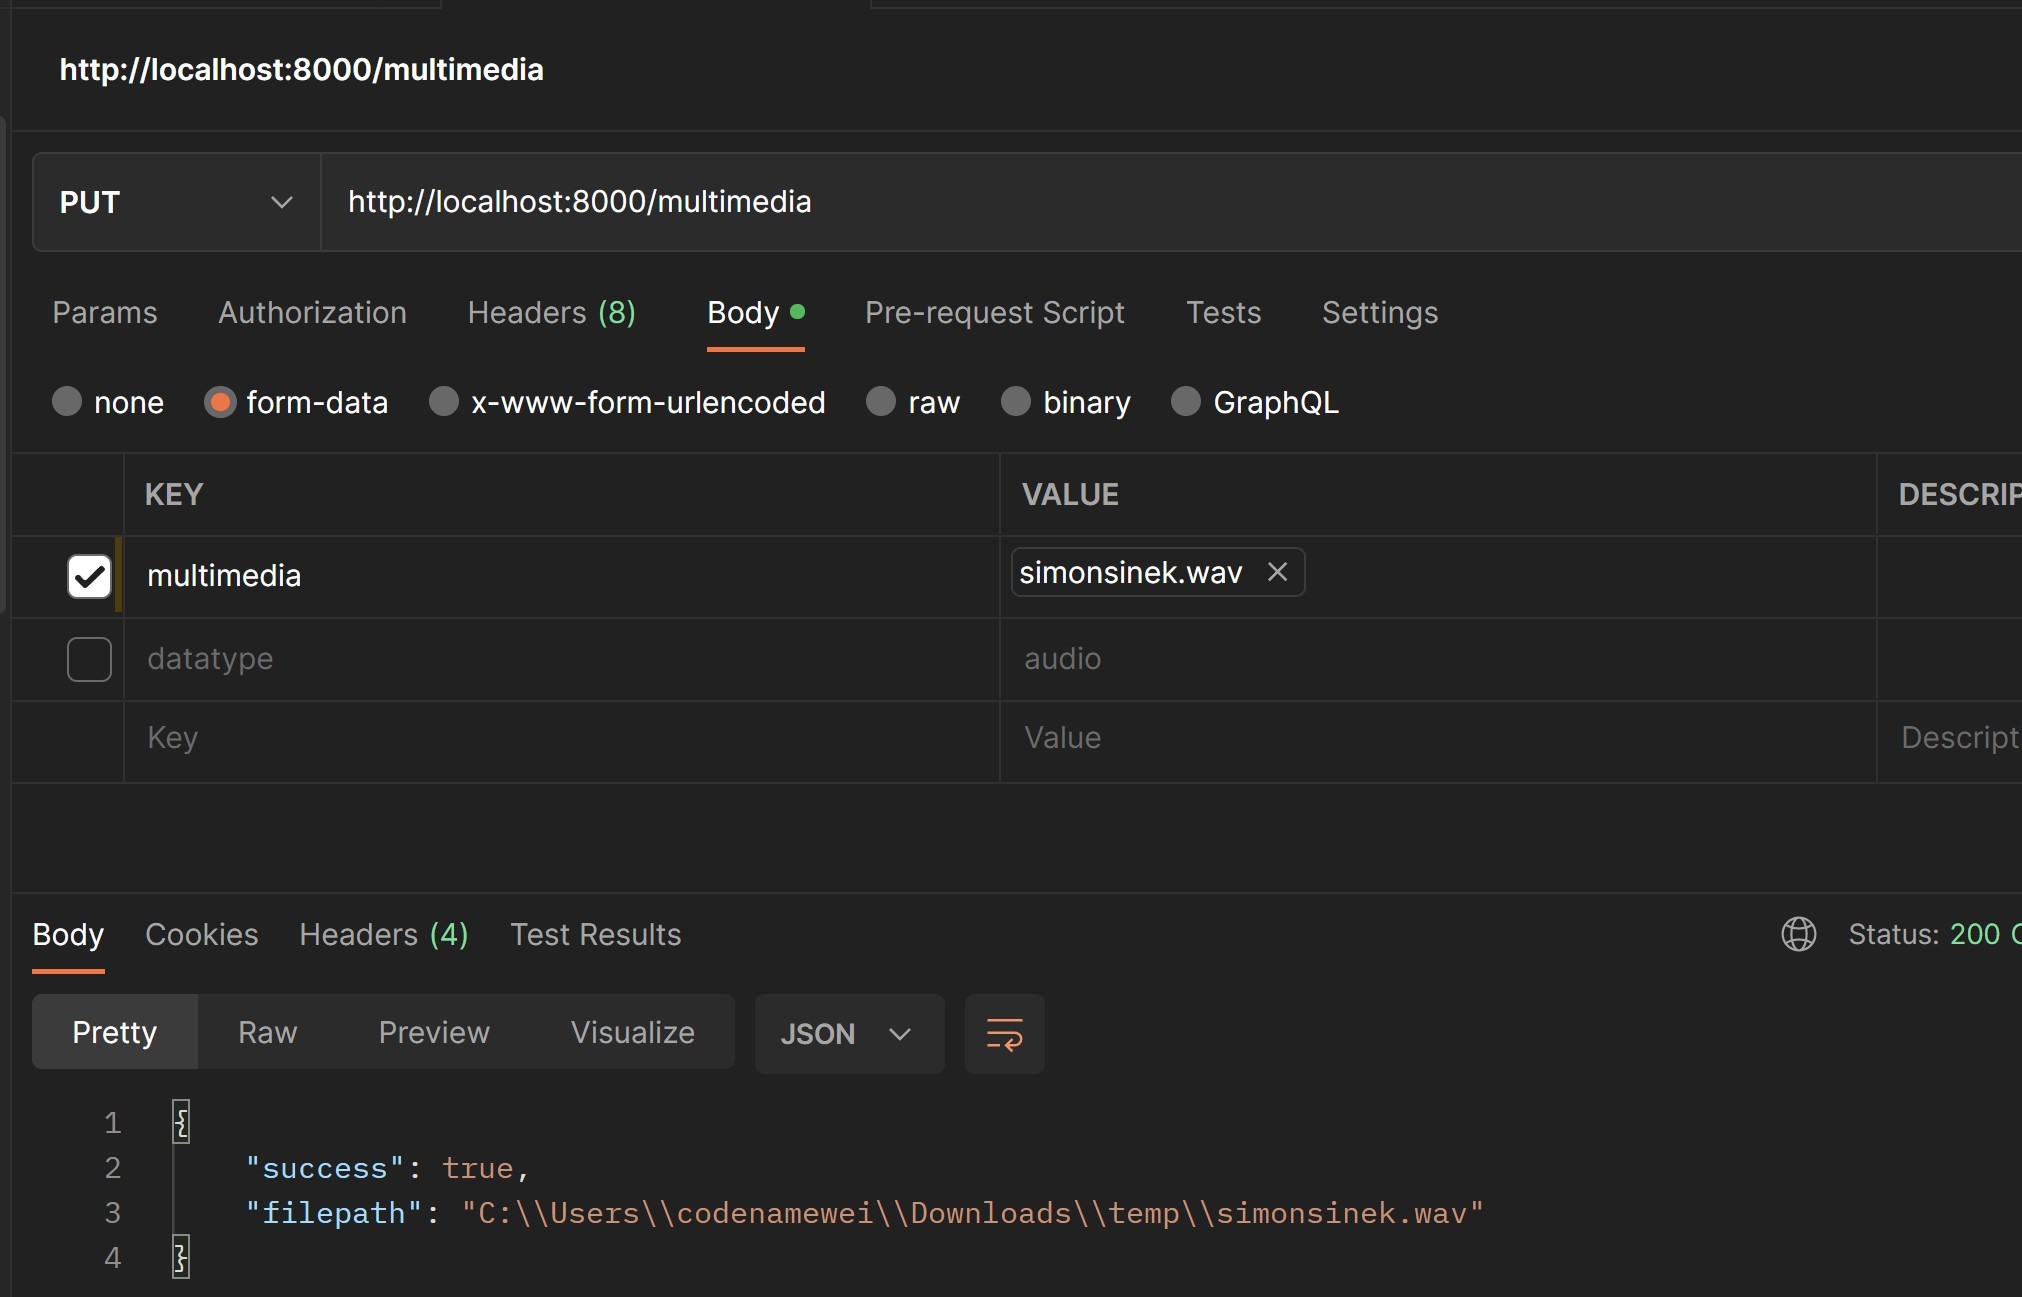 http://localhost:8000/multimedia
PUT http://localhost:8000/multimedia
Params Authorization Headers (8) Body Pre-request Script Tests Settings
none form-data x-www-form-urlencoded raw binary GraphQL
KEY VALUE DESCRIP
multimedia simonsinek.wav
datatype audio
Key Value Descript
Body Cookies Headers (4) Test Results Status: 200
Pretty Raw Preview Visualize JSON
1 {
2 "success": true,
3 "filepath": "C:\\Users\\codenamewei\\Downloads\\temp\\simonsinek.wav"
4 }